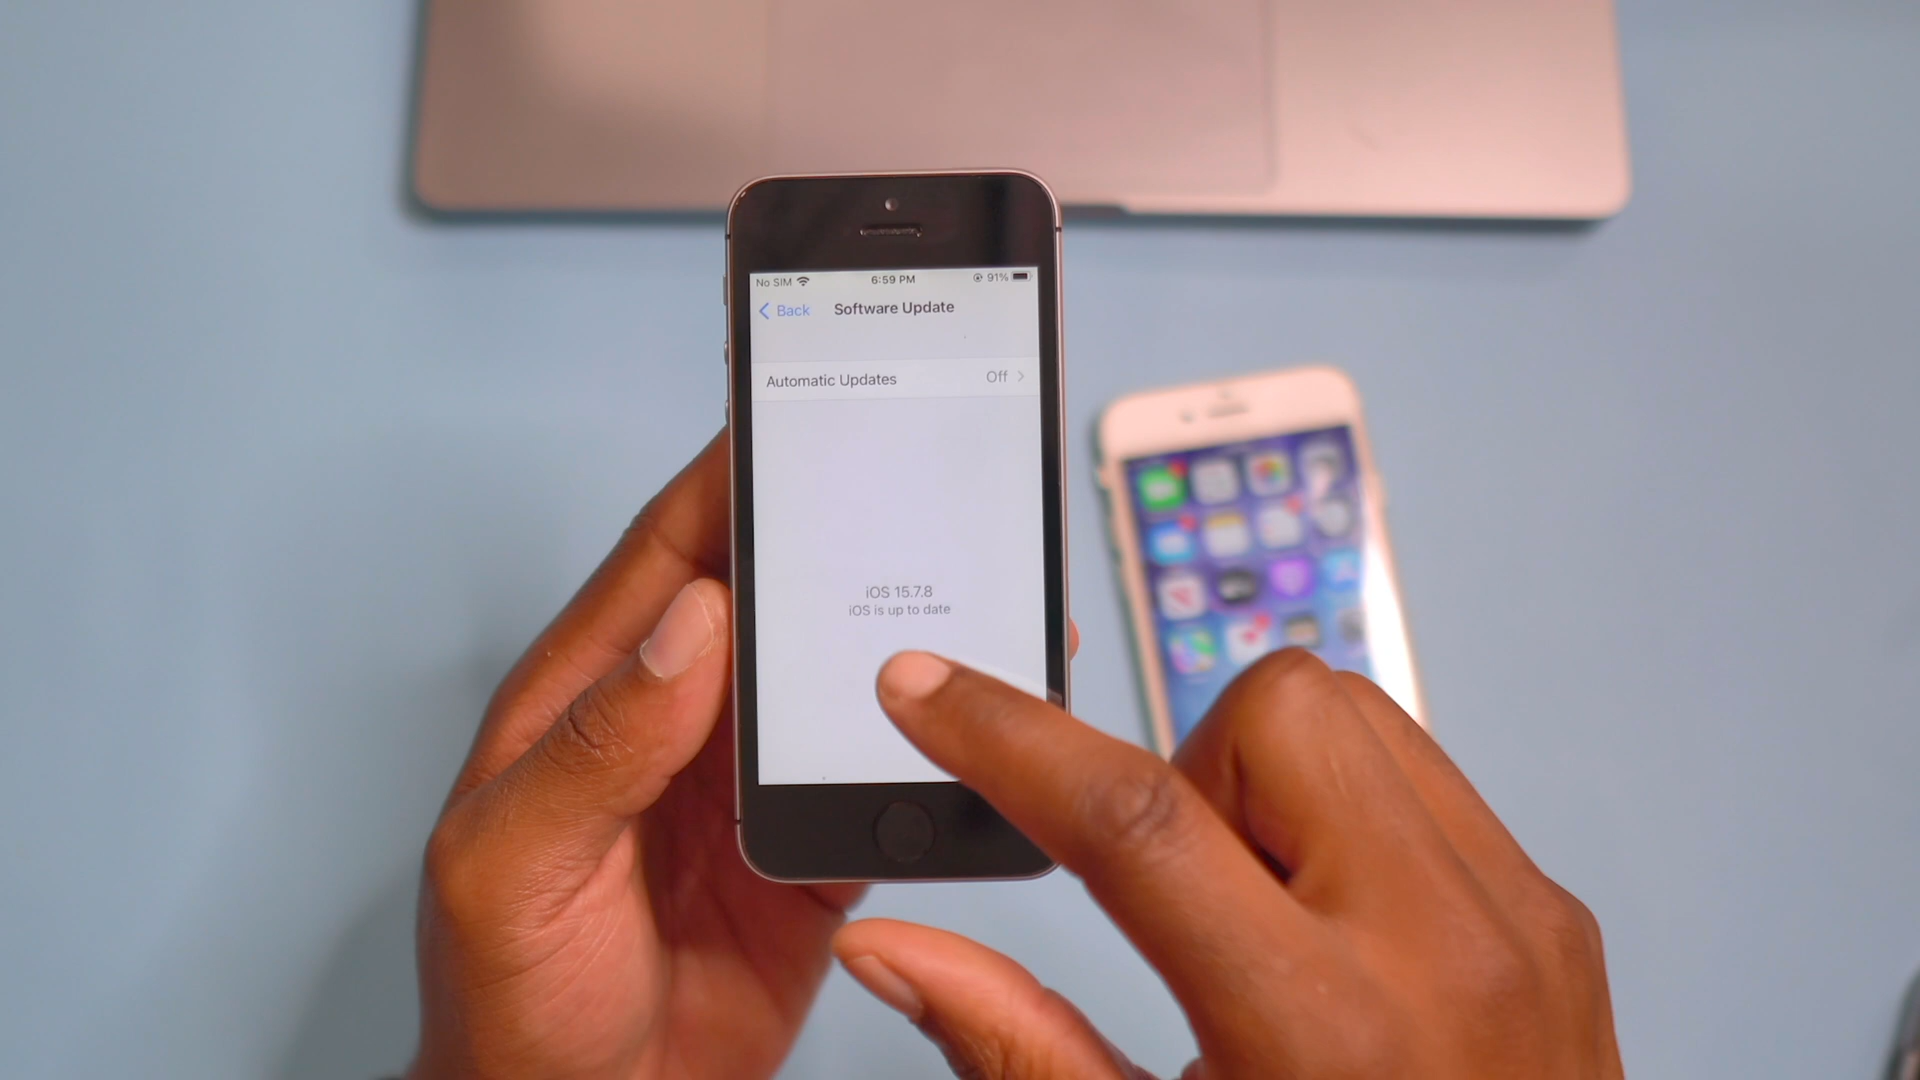 No SIM 6:59 PM 91%
Back Software Update
Automatic Updates Off
iOS 15.7.8
iOS is up to date